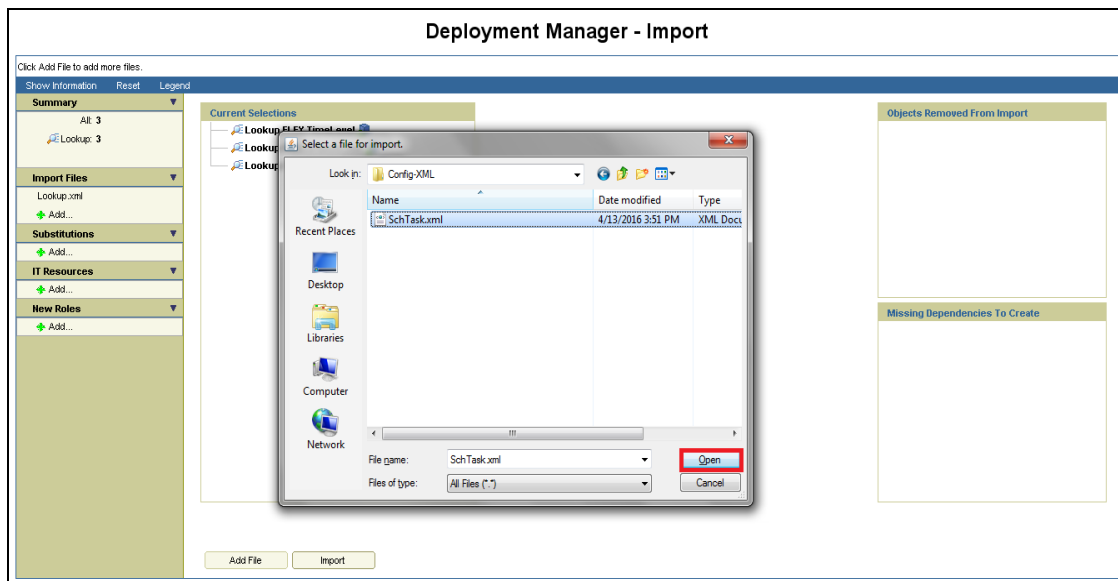 Deployment Manager - Import
Click Add File to add more files.
Show Information Reset Legend
Summary
All: 3
Lookup: 3
Import Files
Lookup.xml
Add...
Substitutions
Add...
IT Resources
Add...
New Roles
Add...
Current Selections
Lookup.FLEX.TimeLevel
Lookup
Lookup
Objects Removed From Import
Missing Dependencies To Create
Select a file for import.
Look in: Config-XML
Name Date modified Type
SchTask.xml 4/13/2016 3:51 PM XML Docu
Recent Places
Desktop
Libraries
Computer
Network
File name: SchTask.xml Open
Files of type: All Files (*.*) Cancel
Add File Import